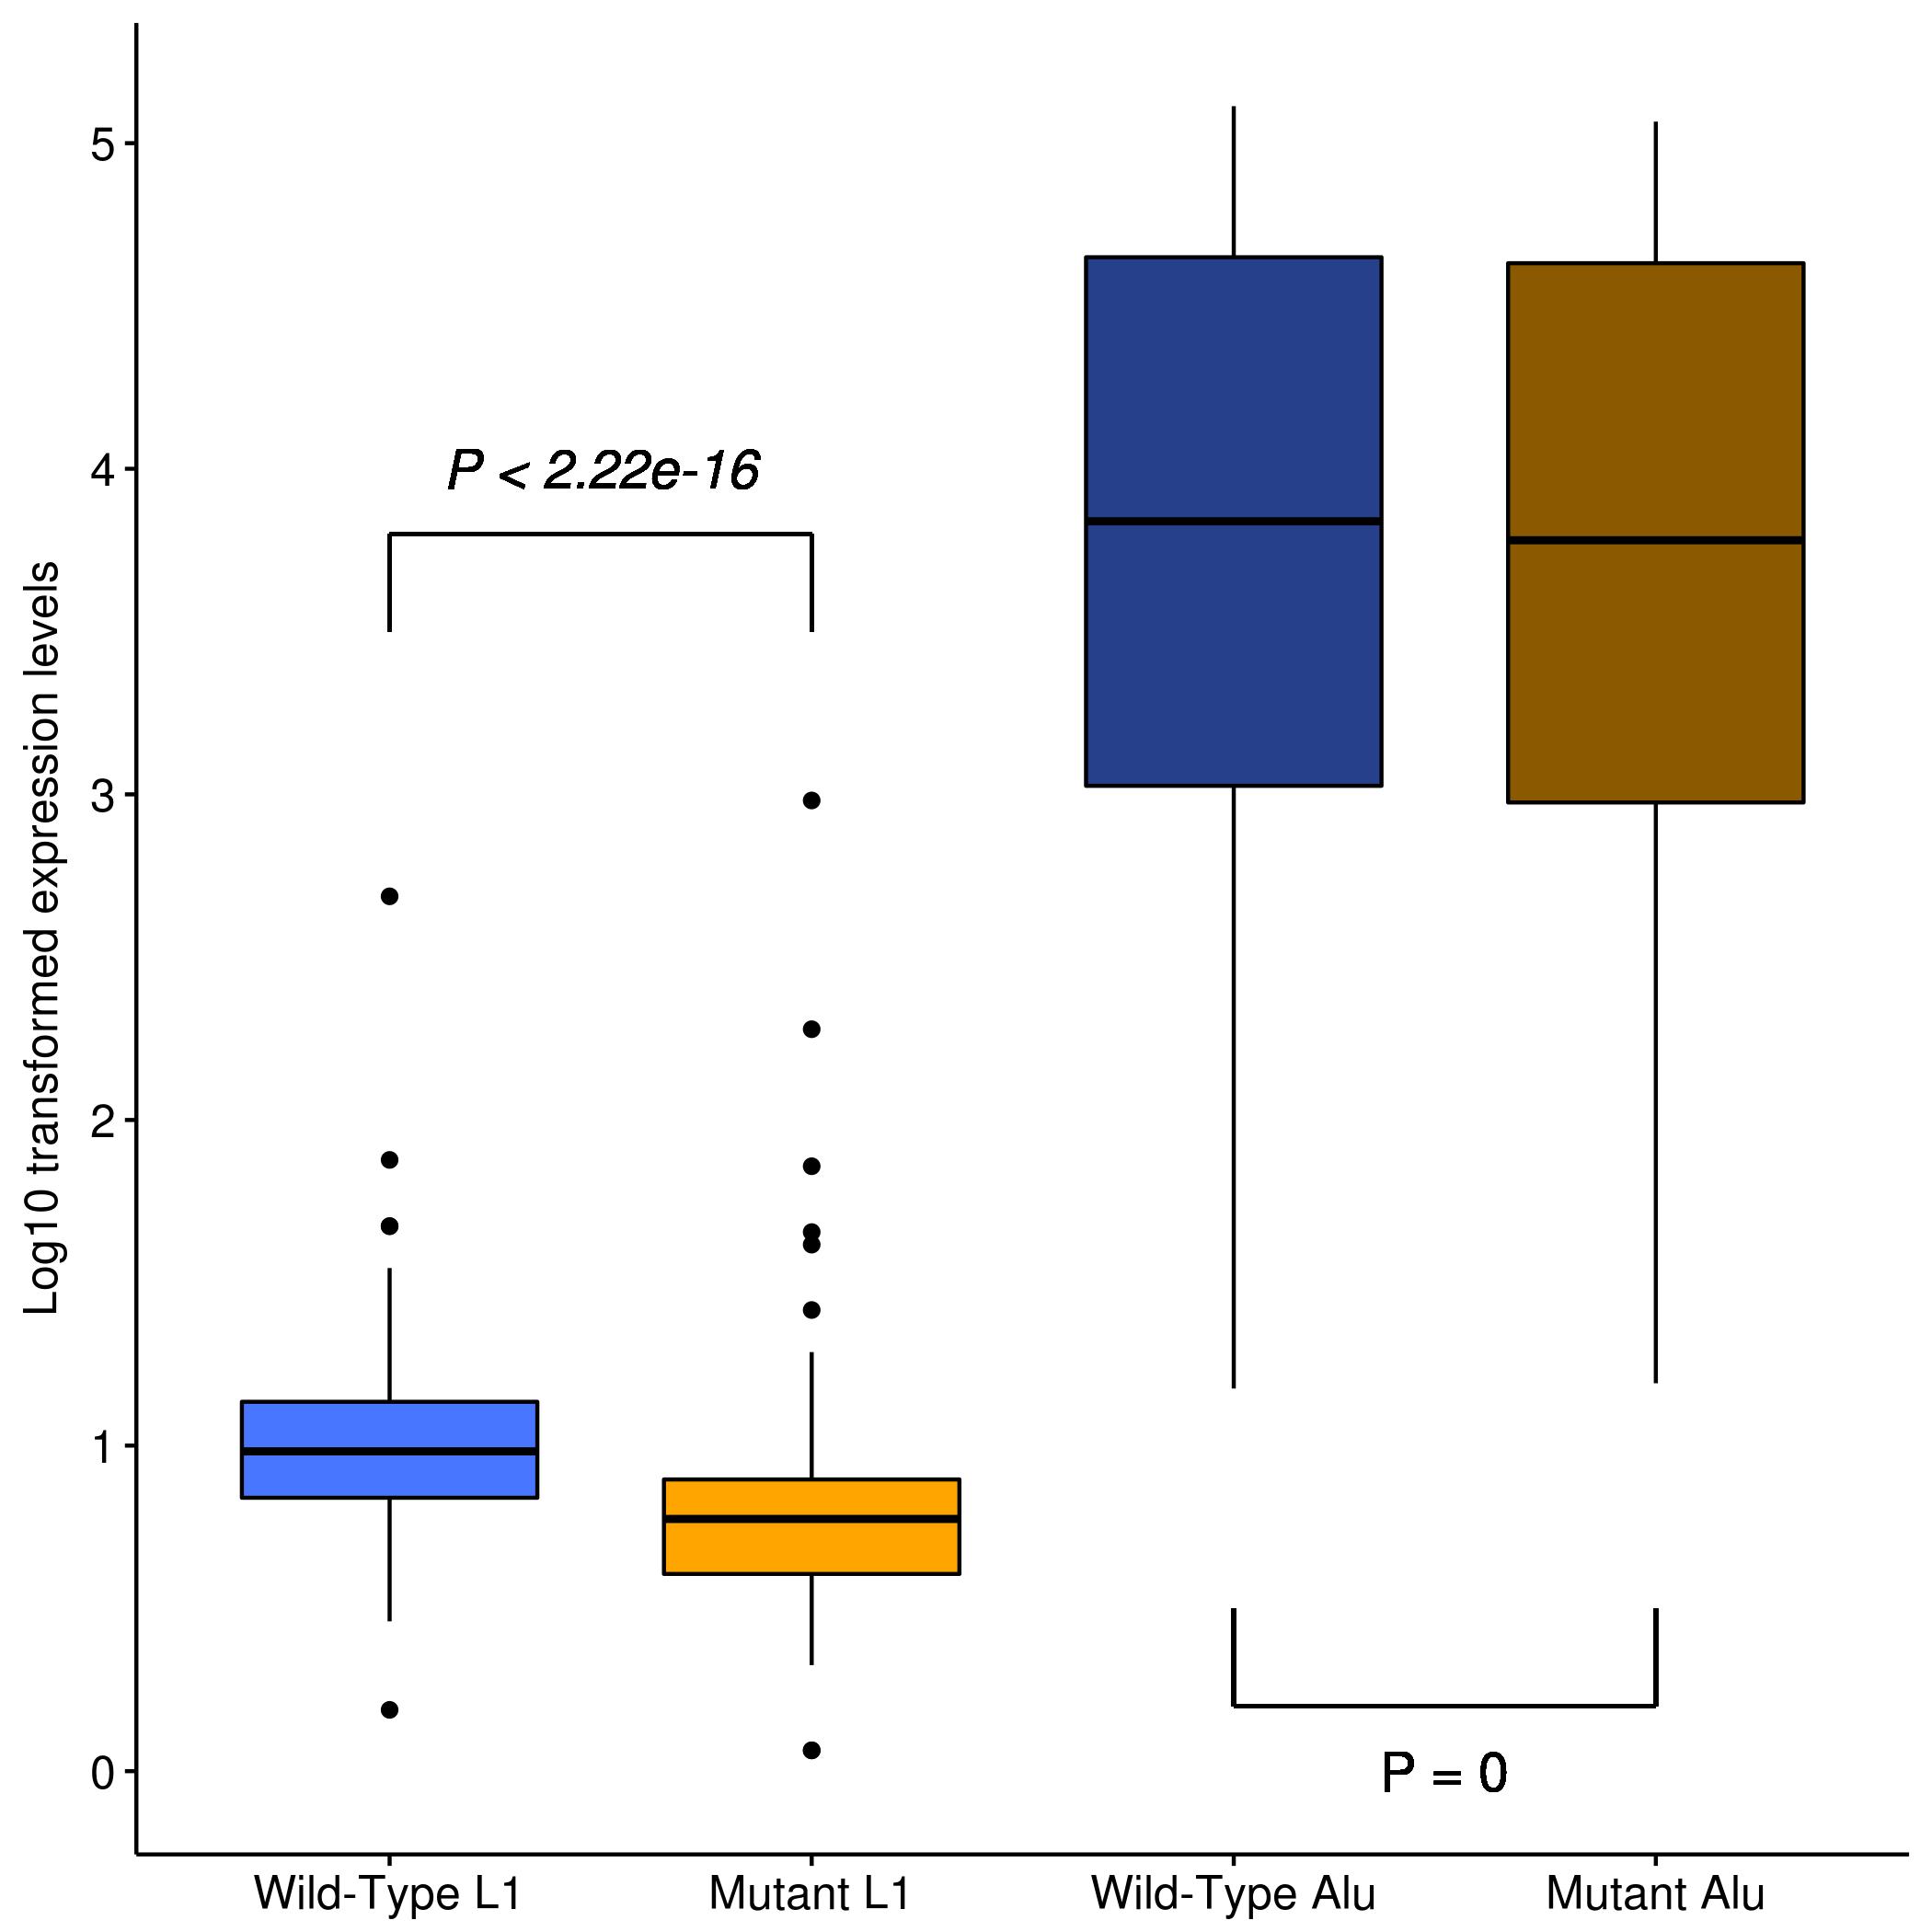 Log10 transformed expression levels
5
4
3
2
1
0
P < 2.22e-16
P = 0
Wild-Type L1
Mutant L1
Wild-Type Alu
Mutant Alu